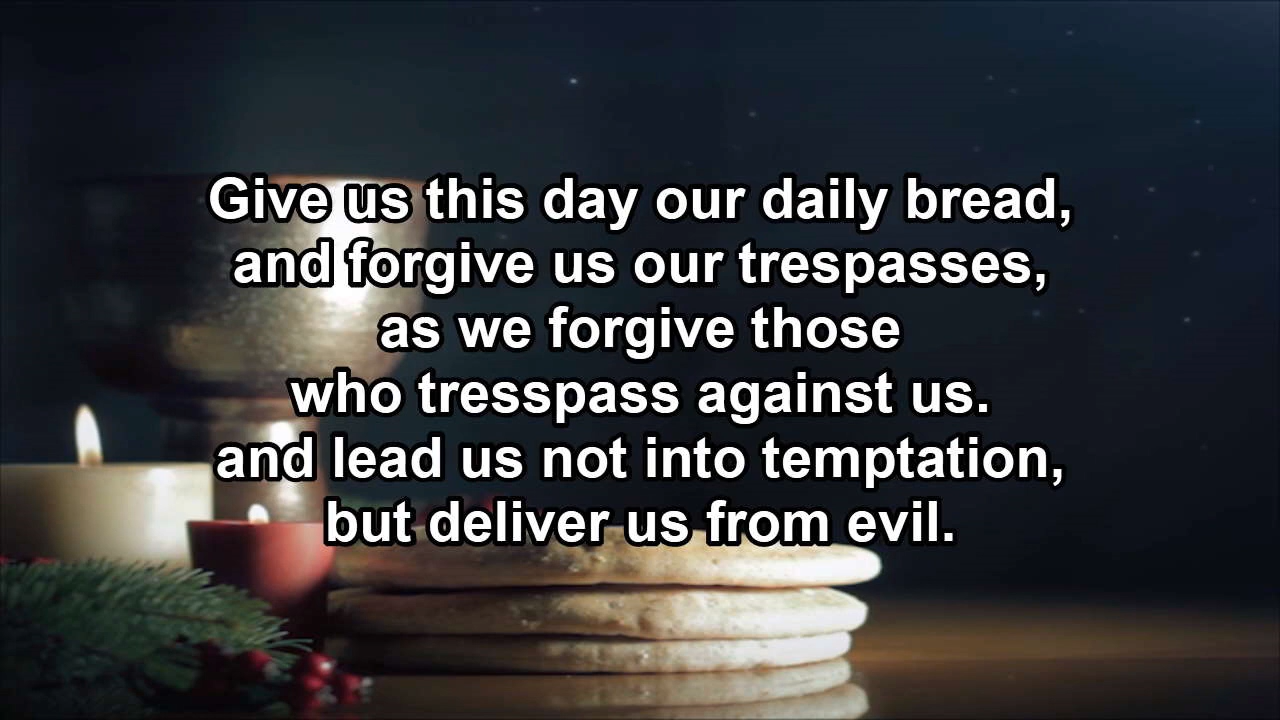 Give us this day our daily bread,
and forgive us our trespasses,
as we forgive those
who tresspass against us.
and lead us not into temptation,
but deliver us from evil.